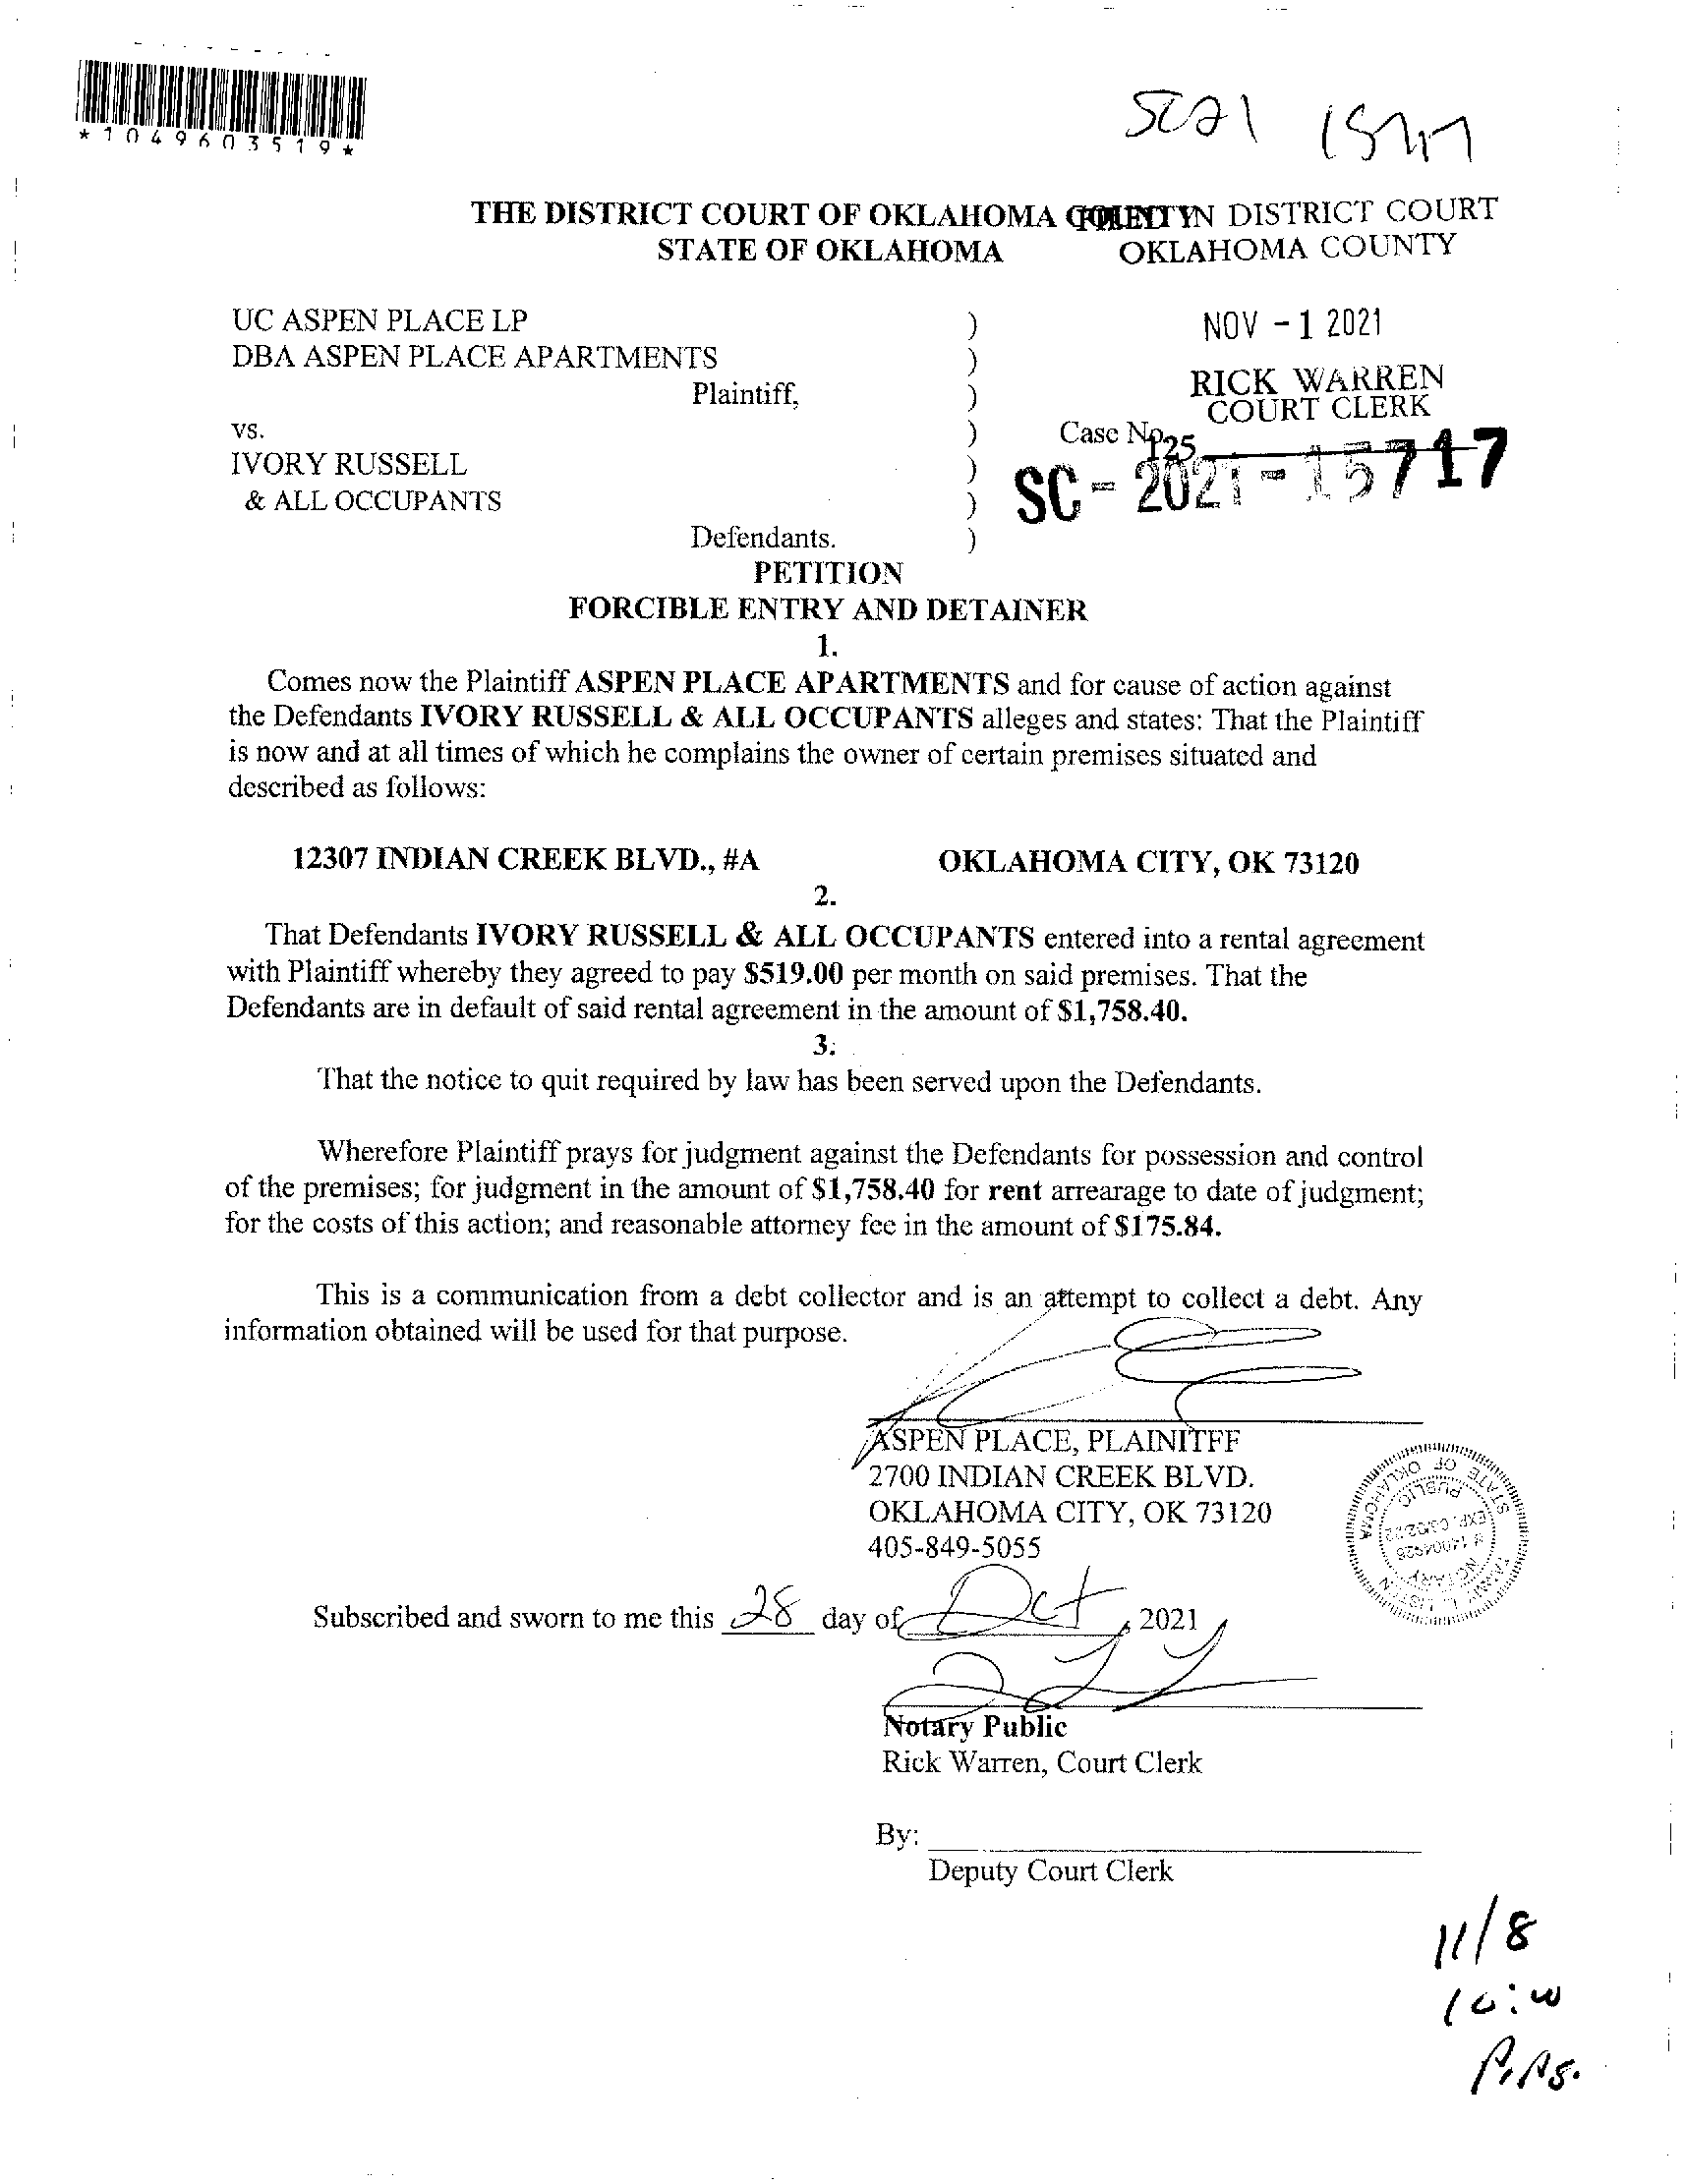 *1049603519*
SC21 15717
THE DISTRICT COURT OF OKLAHOMA COUNTY
STATE OF OKLAHOMA
FILED IN DISTRICT COURT
OKLAHOMA COUNTY
NOV - 1 2021
RICK WARREN
COURT CLERK
125
UC ASPEN PLACE LP )
DBA ASPEN PLACE APARTMENTS )
Plaintiff, )
vs. ) Case No.
IVORY RUSSELL ) SC - 2021 - 15717
& ALL OCCUPANTS )
Defendants. )
PETITION
FORCIBLE ENTRY AND DETAINER
1.
Comes now the Plaintiff ASPEN PLACE APARTMENTS and for cause of action against
the Defendants IVORY RUSSELL & ALL OCCUPANTS alleges and states: That the Plaintiff
is now and at all times of which he complains the owner of certain premises situated and
described as follows:
12307 INDIAN CREEK BLVD., #A OKLAHOMA CITY, OK 73120
2.
That Defendants IVORY RUSSELL & ALL OCCUPANTS entered into a rental agreement
with Plaintiff whereby they agreed to pay $519.00 per month on said premises. That the
Defendants are in default of said rental agreement in the amount of $1,758.40.
3.
That the notice to quit required by law has been served upon the Defendants.
Wherefore Plaintiff prays for judgment against the Defendants for possession and control
of the premises; for judgment in the amount of $1,758.40 for rent arrearage to date of judgment;
for the costs of this action; and reasonable attorney fee in the amount of $175.84.
This is a communication from a debt collector and is an attempt to collect a debt. Any
information obtained will be used for that purpose.
ASPEN PLACE, PLAINITFF
2700 INDIAN CREEK BLVD.
OKLAHOMA CITY, OK 73120
405-849-5055
STATE OF OKLAHOMA
PUBLIC
EXP. 03/22
# 14004926
NOTARY
Subscribed and sworn to me this 28 day of Oct, 2021
Notary Public
Rick Warren, Court Clerk
By:
Deputy Court Clerk
11/8
10:00